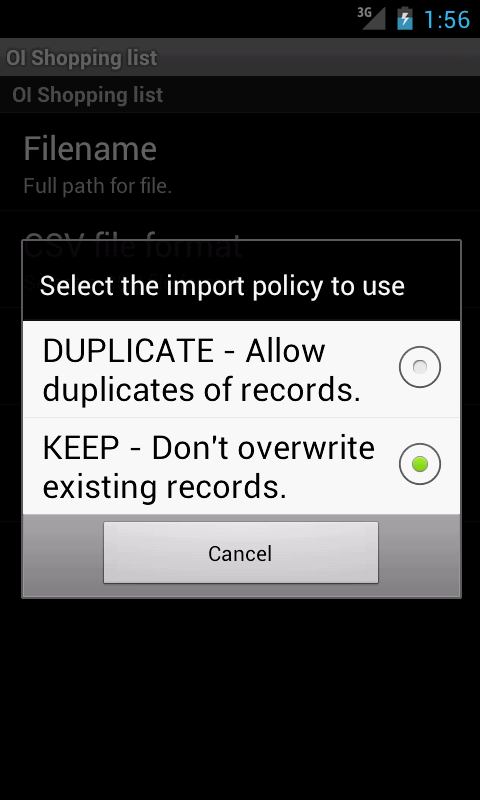 3G
1:56
OI Shopping list
OI Shopping list
Filename
Full path for file.
CSV file format
Select the import policy to use
DUPLICATE - Allow
duplicates of records.
KEEP - Don't overwrite
existing records.
Cancel